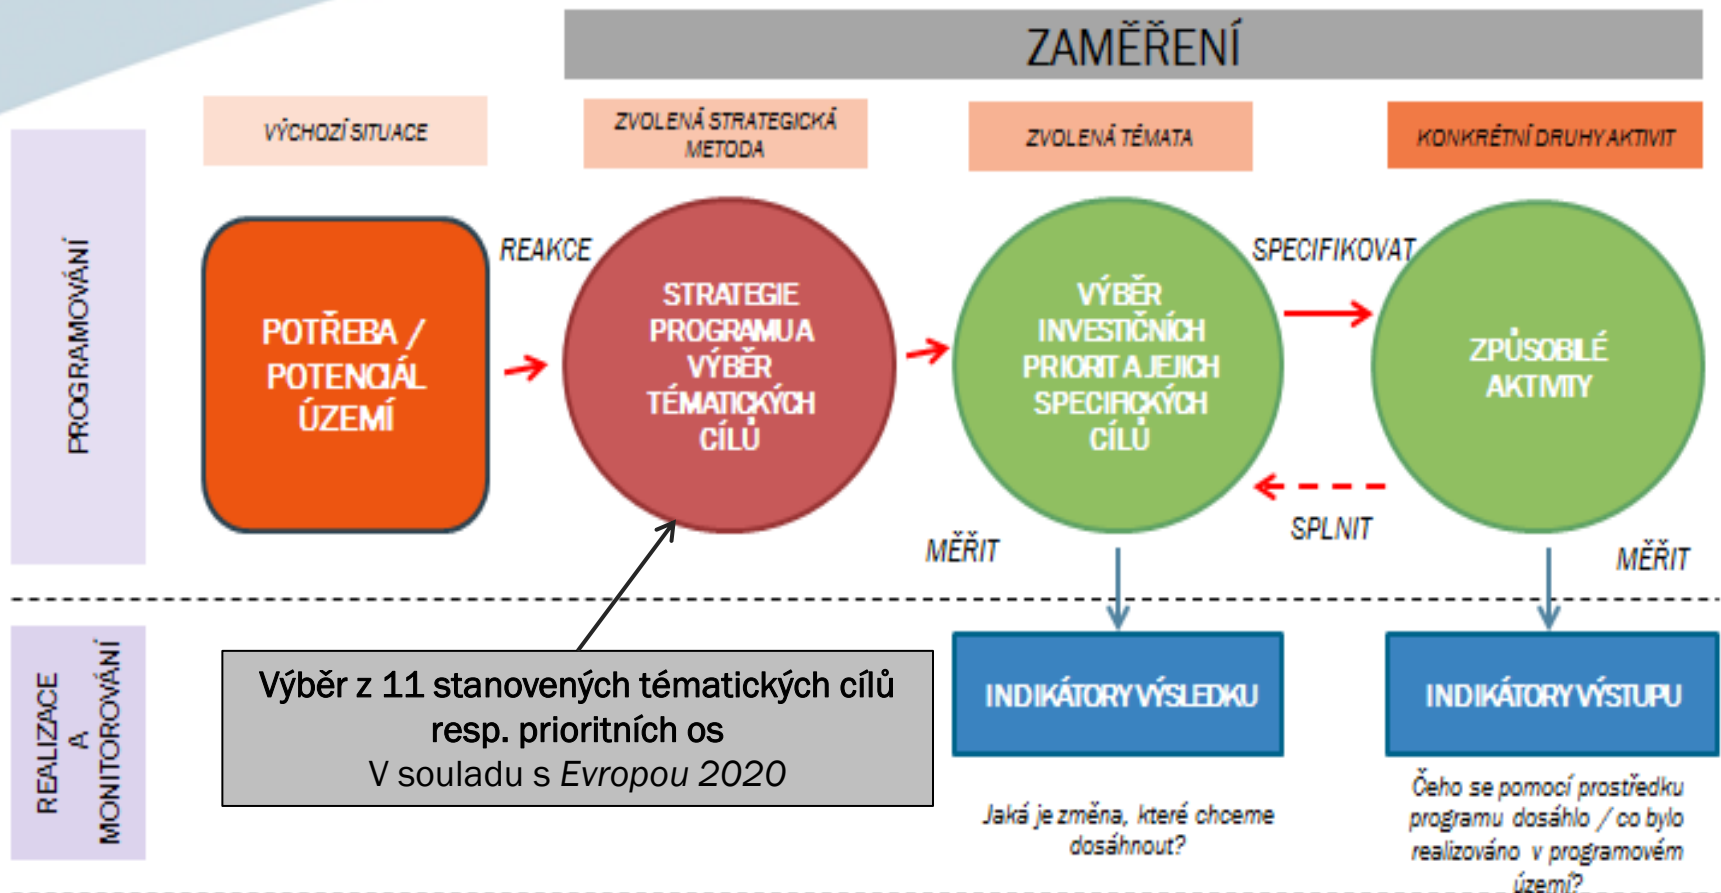 ZAMĚŘENÍ
VÝCHOZÍ SITUACE
ZVOLENÁ STRATEGICKÁ
METODA
ZVOLENÁ TÉMATA
KONKRÉTNÍ DRUHY AKTIVIT
PROGRAMOVÁNÍ
POTŘEBA /
POTENCIÁL
ÚZEMÍ
REAKCE
STRATEGIE
PROGRAMU A
VÝBĚR
TÉMATICKÝCH
CÍLŮ
VÝBĚR
INVESTIČNÍCH
PRIORIT A JEJICH
SPECIFICKÝCH
CÍLŮ
SPECIFIKOVAT
ZPŮSOBILÉ
AKTIVITY
SPLNIT
MĚŘIT
MĚŘIT
REALIZACE
A
MONITOROVÁNÍ
Výběr z 11 stanovených tématických cílů
resp. prioritních os
V souladu s Evropou 2020
INDIKÁTORY VÝSLEDKU
INDIKÁTORY VÝSTUPU
Jaká je změna, které chceme
dosáhnout?
Čeho se pomocí prostředku
programu dosáhlo / co bylo
realizováno v programovém
území?